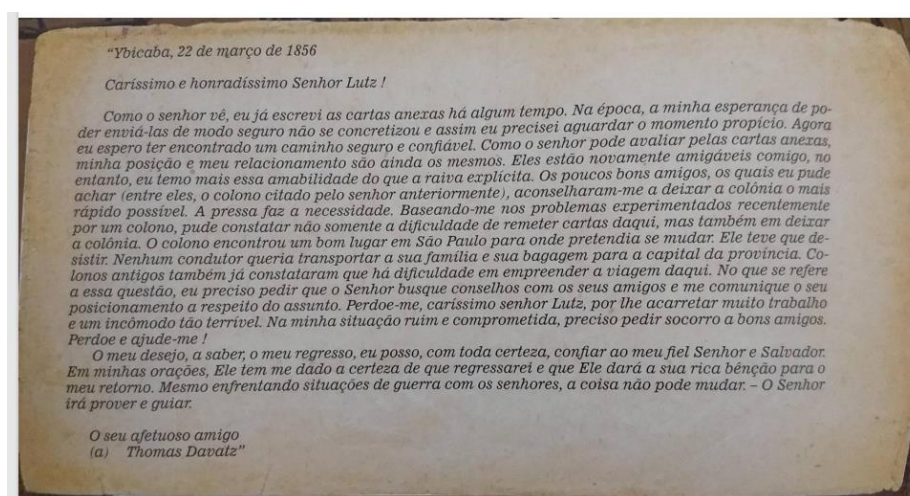 “Ybicaba, 22 de março de 1856
Caríssimo e honradíssimo Senhor Lutz !
Como o senhor vê, eu já escrevi as cartas anexas há algum tempo. Na época, a minha esperança de po-
der enviá-las de modo seguro não se concretizou e assim eu precisei aguardar o momento propício. Agora
eu espero ter encontrado um caminho seguro e confiável. Como o senhor pode avaliar pelas cartas anexas,
minha posição e meu relacionamento são ainda os mesmos. Eles estão novamente amigáveis comigo, no
entanto, eu temo mais essa amabilidade do que a raiva explícita. Os poucos bons amigos, os quais eu pude
achar (entre eles, o colono citado pelo senhor anteriormente), aconselharam-me a deixar a colônia o mais
rápido possível. A pressa faz a necessidade. Baseando-me nos problemas experimentados recentemente
por um colono, pude constatar não somente a dificuldade de remeter cartas daqui, mas também em deixar
a colônia. O colono encontrou um bom lugar em São Paulo para onde pretendia se mudar. Ele teve que de-
sistir. Nenhum condutor queria transportar a sua família e sua bagagem para a capital da província. Co-
lonos antigos também já constataram que há dificuldade em empreender a viagem daqui. No que se refere
a essa questão, eu preciso pedir que o Senhor busque conselhos com os seus amigos e me comunique o seu
posicionamento a respeito do assunto. Perdoe-me, caríssimo senhor Lutz, por lhe acarretar muito trabalho
e um incômodo tão terrível. Na minha situação ruim e comprometida, preciso pedir socorro a bons amigos.
Perdoe e ajude-me !
O meu desejo, a saber, o meu regresso, eu posso, com toda certeza, confiar ao meu fiel Senhor e Salvador.
Em minhas orações, Ele tem me dado a certeza de que regressarei e que Ele dará a sua rica bênção para o
meu retorno. Mesmo enfrentando situações de guerra com os senhores, a coisa não pode mudar. – O Senhor
irá prover e guiar.
O seu afetuoso amigo
(a) Thomas Davatz”